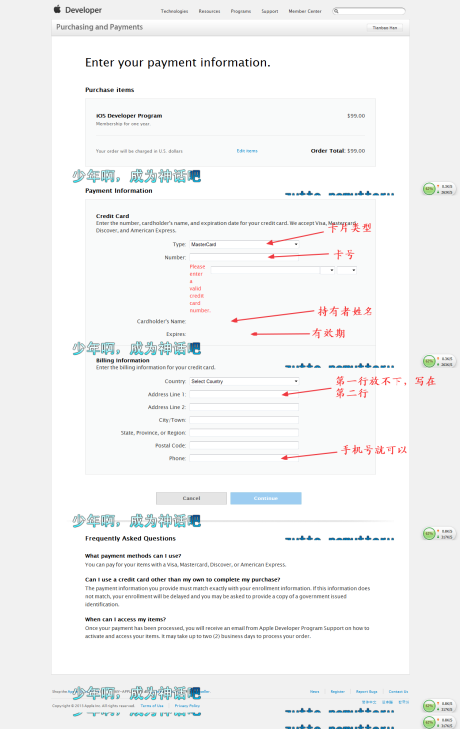 Developer
Technologies Resources Programs Support Member Center
Purchasing and Payments
Enter your payment information.
Purchase items
iOS Developer Program $99.00
Membership for one year
Your order will be charged in U.S. dollars Edit items Order Total: $99.00
少年啊，成为神话吧
Payment Information
Credit Card
Enter the number, cardholder's name, and expiration date for your credit card. We accept Visa, Mastercard,
Discover, and American Express.
卡片类型
Type: MasterCard
Number:
卡号
Please
enter
a
valid
credit
card
number.
持有者姓名
Cardholder's Name:
Expires:
有效期
少年啊，成为神话吧
Billing Information
Enter the billing information for your credit card.
Country: Select Country
第一行放不下，写在
第二行
Address Line 1:
Address Line 2:
City/Town:
State, Province, or Region:
Postal Code:
手机号就可以
Phone:
Cancel Continue
少年啊，成为神话吧
Frequently Asked Questions
What payment methods can I use?
You can pay for your items with a Visa, Mastercard, Discover, or American Express.
Can I use a credit card other than my own to complete my purchase?
The payment information you provide must match exactly with your enrollment information. If this information does
not match, your enrollment will be delayed and you may be asked to provide a copy of a government issued
identification.
When can I access my items?
Once your payment has been processed, you will receive an email from Apple Developer Program Support on how to
activate and access your items. It may take up to two (2) business days to process your order.
少年啊，成为神话吧
News Register Report Bugs Contact Us
Copyright © 2015 Apple Inc. All rights reserved. Terms of Use Privacy Policy